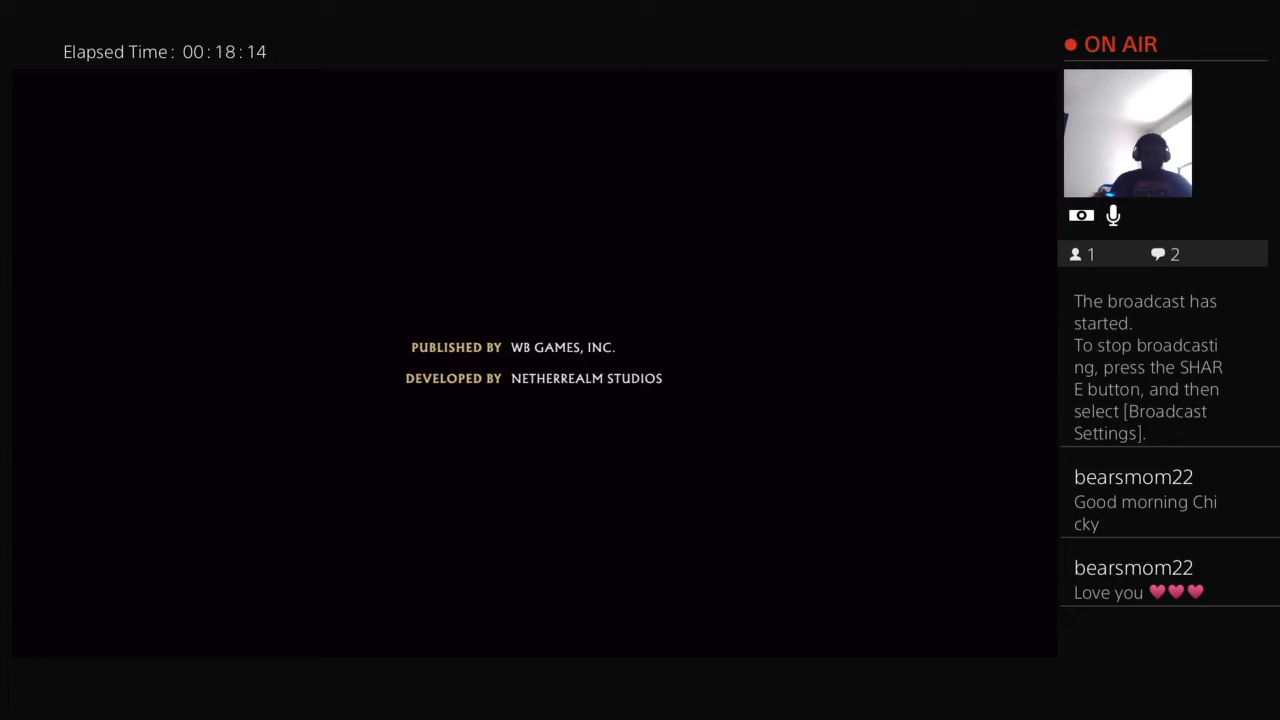 Elapsed Time: 00:18:14
ON AIR
1 2
PUBLISHED BY WB GAMES, INC.
DEVELOPED BY NETHERREALM STUDIOS
The broadcast has
started.
To stop broadcasti
ng, press the SHAR
E button, and then
select [Broadcast
Settings].
bearsmom22
Good morning Chi
cky
bearsmom22
Love you ❤❤❤